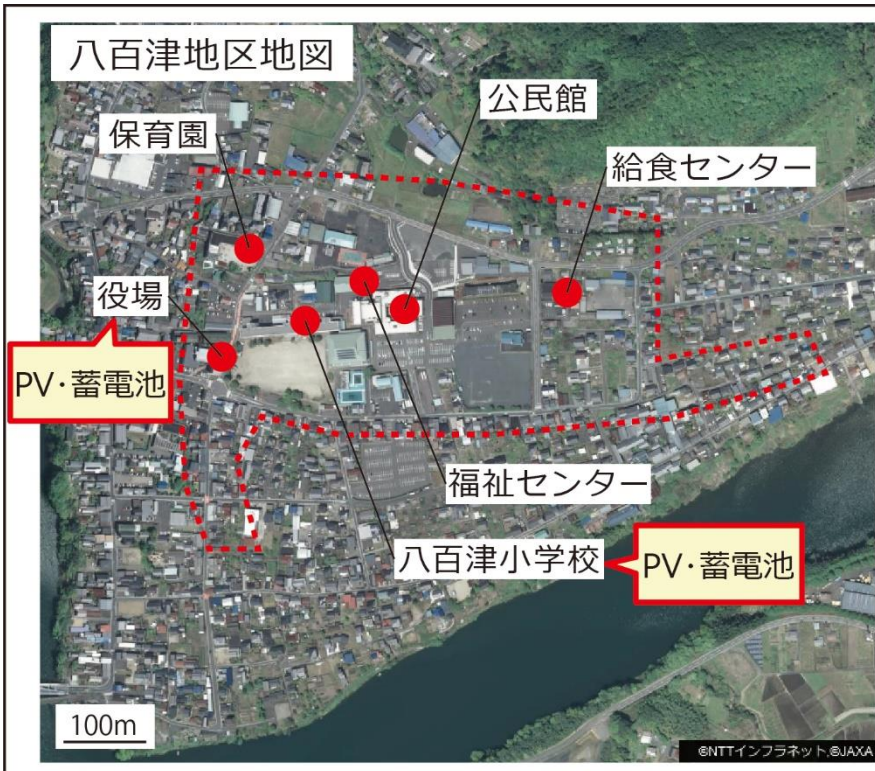 八百津地区地図
公民館
保育園
給食センター
役場
PV・蓄電池
福祉センター
八百津小学校
PV・蓄電池
100m
©NTTインフラネット,©JAXA